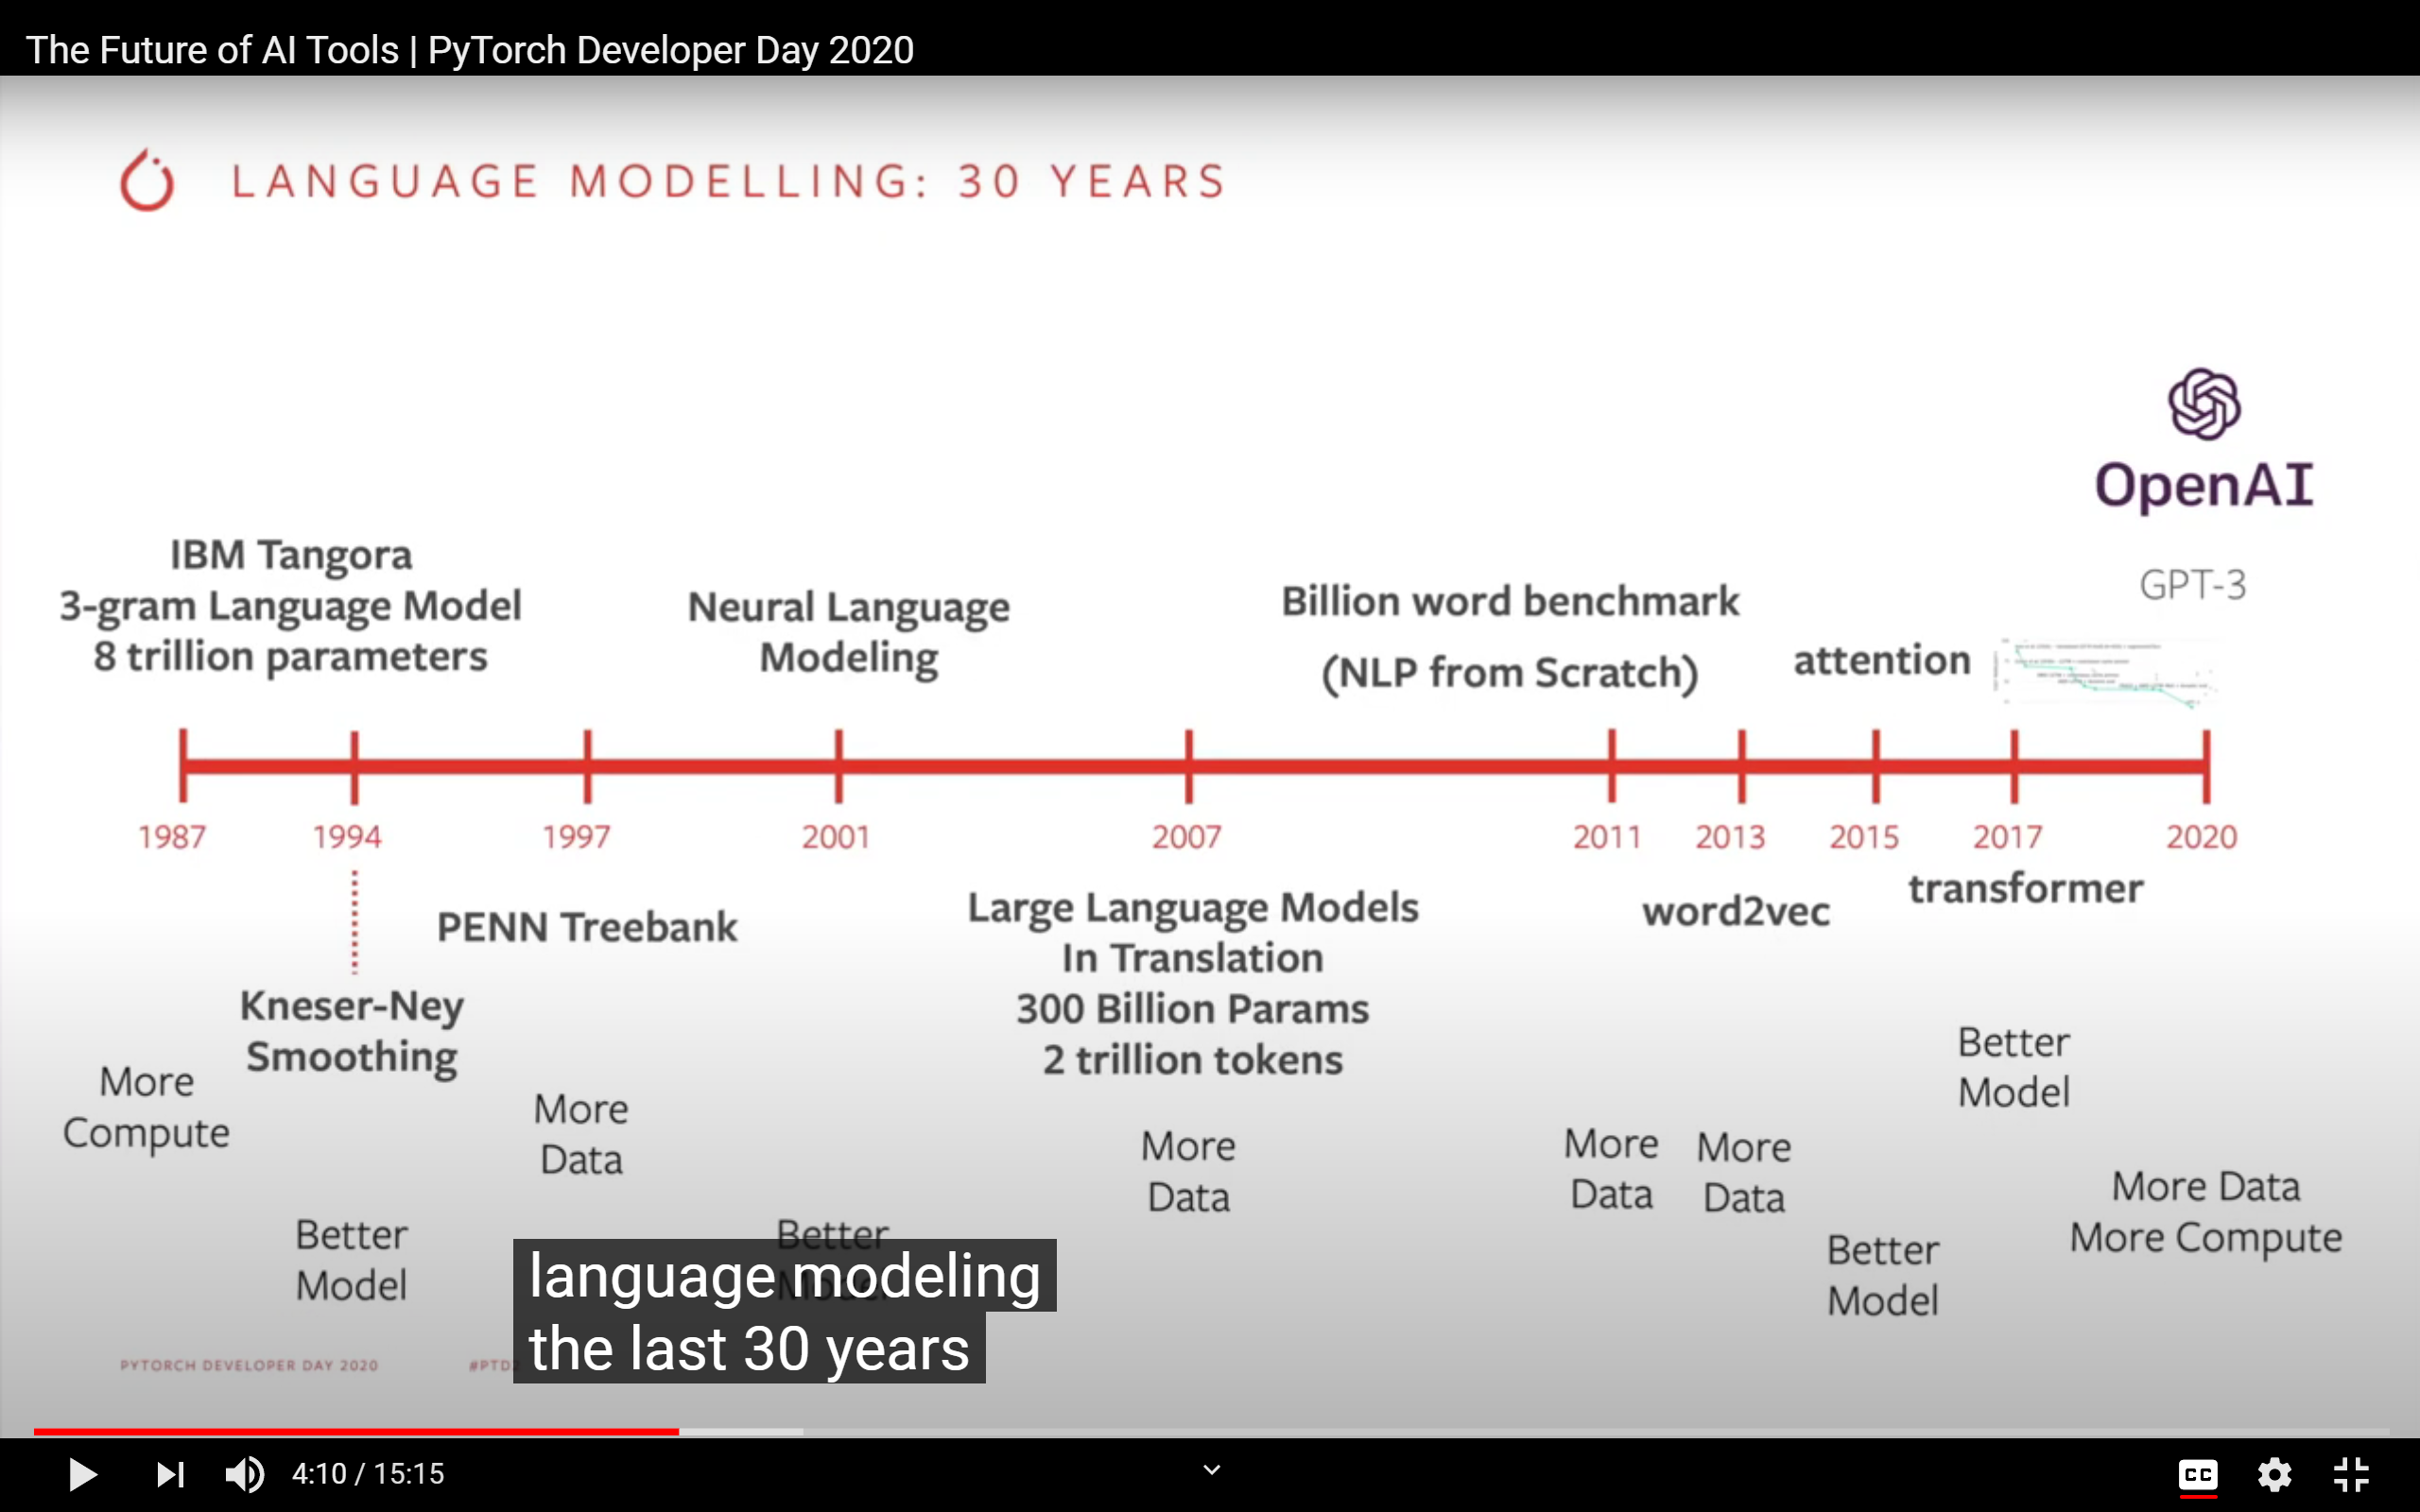 The Future of AI Tools | PyTorch Developer Day 2020
LANGUAGE MODELLING: 30 YEARS
OpenAI
GPT-3
IBM Tangora
3-gram Language Model
8 trillion parameters
Neural Language
Modeling
Billion word benchmark
(NLP from Scratch)
attention
1987 1994 1997 2001 2007 2011 2013 2015 2017 2020
Kneser-Ney
Smoothing
PENN Treebank
Large Language Models
In Translation
300 Billion Params
2 trillion tokens
word2vec
transformer
More
Compute
Better
Model
More
Data
Better
Model
More
Data
More
Data
More
Data
Better
Model
Better
Model
More Data
More Compute
language modeling
the last 30 years
PYTORCH DEVELOPER DAY 2020
#PTD2
4:10 / 15:15
CC